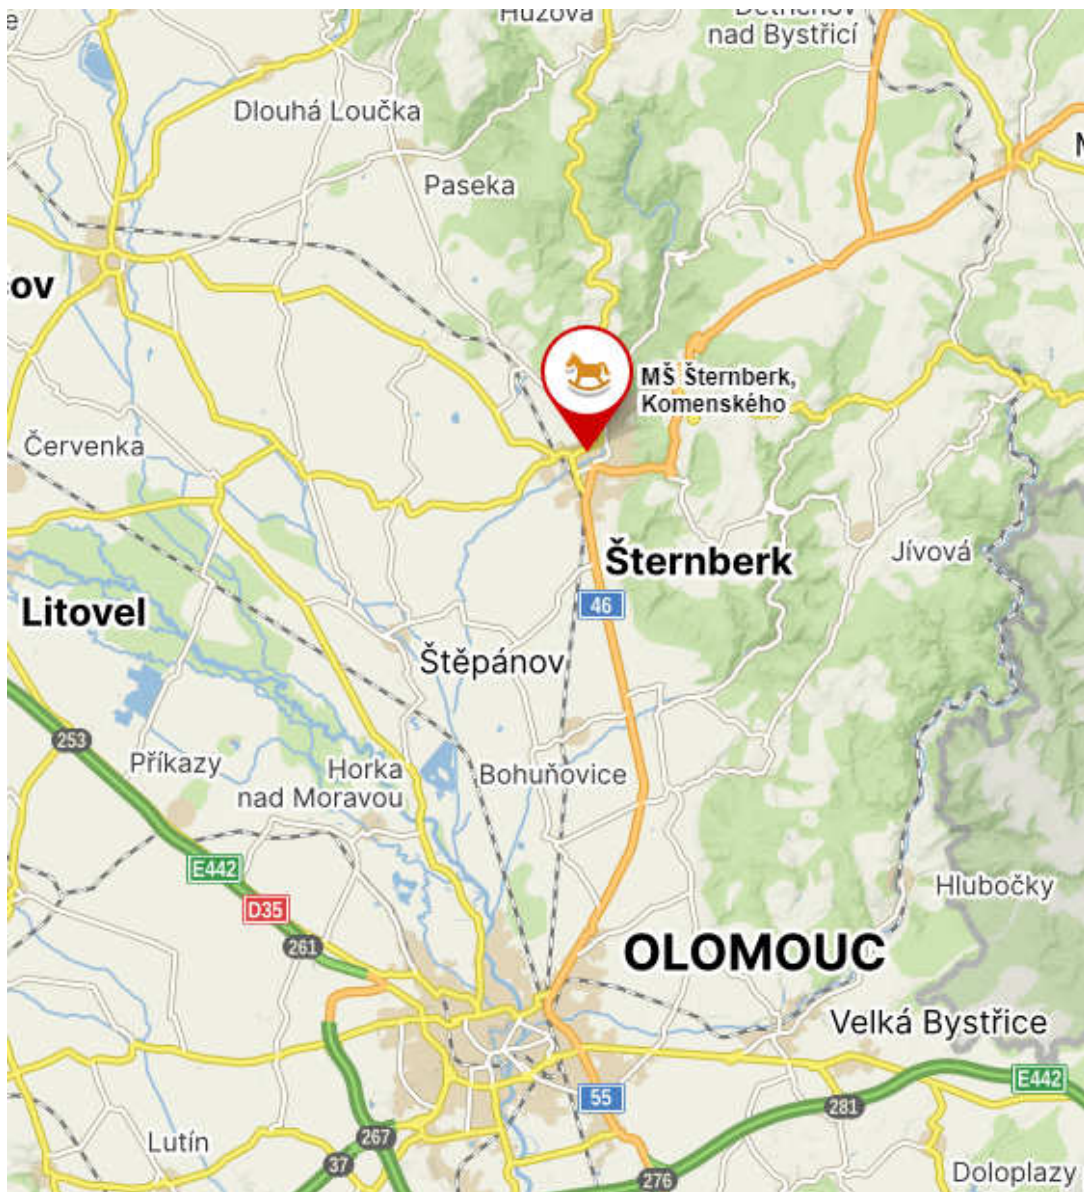 Huzová
Dětřichov
nad Bystřicí
Dlouhá Loučka
Paseka
ov
MŠ Šternberk,
Komenského
Červenka
Šternberk
46
Jívová
Litovel
Štěpánov
253
Příkazy
Horka
nad Moravou
Bohuňovice
E442
D35
261
Hlubočky
OLOMOUC
Velká Bystřice
E442
55
281
267
37
276
Lutín
Doloplazy